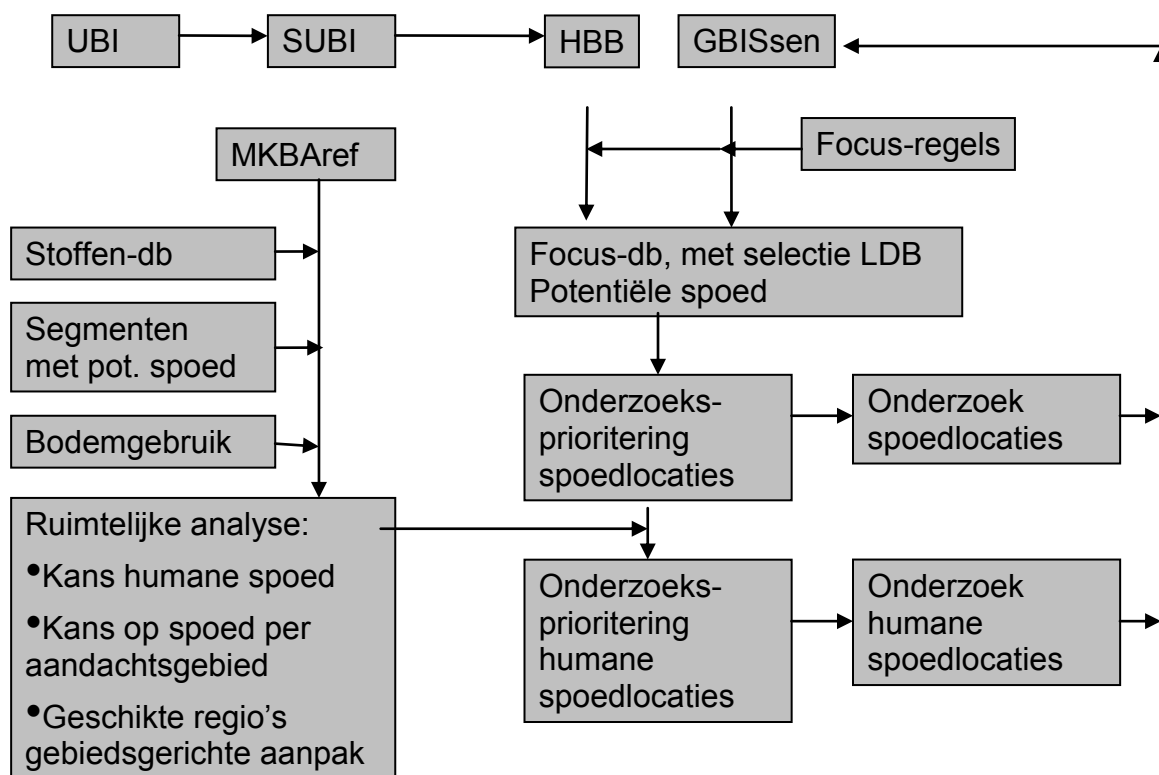 UBI
SUBI
HBB
GBISsen
MKBAref
Focus-regels
Stoffen-db
Focus-db, met selectie LDB
Potentiële spoed
Segmenten
met pot. spoed
Onderzoeks-
prioritering
spoedlocaties
Onderzoek
spoedlocaties
Bodemgebruik
Ruimtelijke analyse:
•Kans humane spoed
•Kans op spoed per
aandachtsgebied
•Geschikte regio's
gebiedsgerichte aanpak
Onderzoeks-
prioritering
humane
spoedlocaties
Onderzoek
humane
spoedlocaties